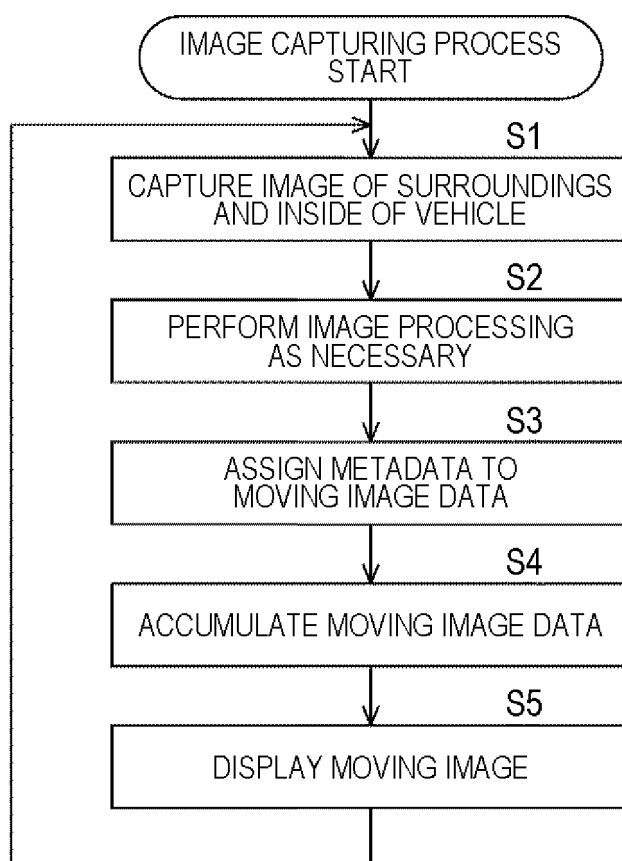 IMAGE CAPTURING PROCESS
START
S1
CAPTURE IMAGE OF SURROUNDINGS
AND INSIDE OF VEHICLE
S2
PERFORM IMAGE PROCESSING
AS NECESSARY
S3
ASSIGN METADATA TO
MOVING IMAGE DATA
S4
ACCUMULATE MOVING IMAGE DATA
S5
DISPLAY MOVING IMAGE